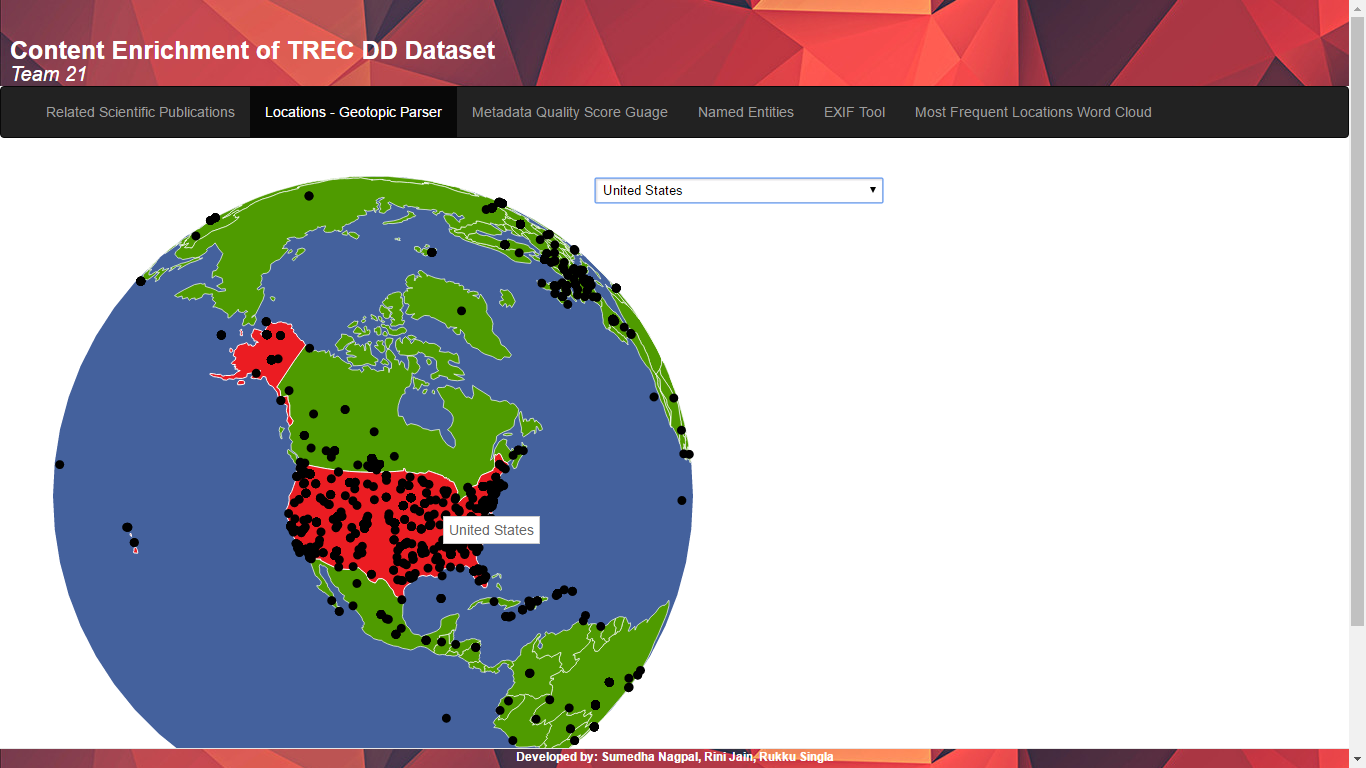 Content Enrichment of TREC DD Dataset
Team 21
Related Scientific Publications Locations - Geotopic Parser Metadata Quality Score Guage Named Entities EXIF Tool Most Frequent Locations Word Cloud
United States
United States
Developed by: Sumedha Nagpal, Rini Jain, Rukku Singla